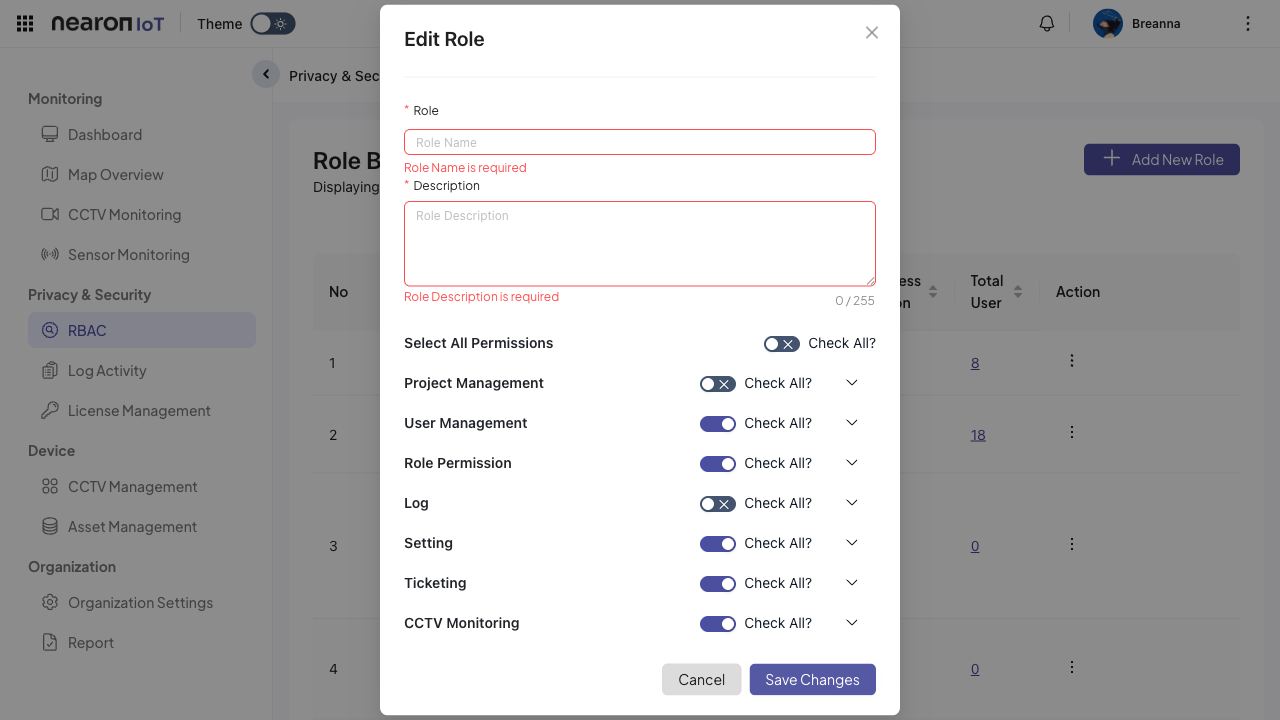 nearon IoT
Theme
Breanna
Monitoring
Dashboard
Map Overview
CCTV Monitoring
Sensor Monitoring
Privacy & Security
RBAC
Log Activity
License Management
Device
CCTV Management
Asset Management
Organization
Organization Settings
Report
Privacy & Sec
Role B
Displaying
Add New Role
No
ess
on
Total
User
Action
1
8
2
18
3
0
4
0
Edit Role
* Role
Role Name
Role Name is required
* Description
Role Description
Role Description is required
0 / 255
Select All Permissions
Check All?
Project Management
Check All?
User Management
Check All?
Role Permission
Check All?
Log
Check All?
Setting
Check All?
Ticketing
Check All?
CCTV Monitoring
Check All?
Cancel
Save Changes